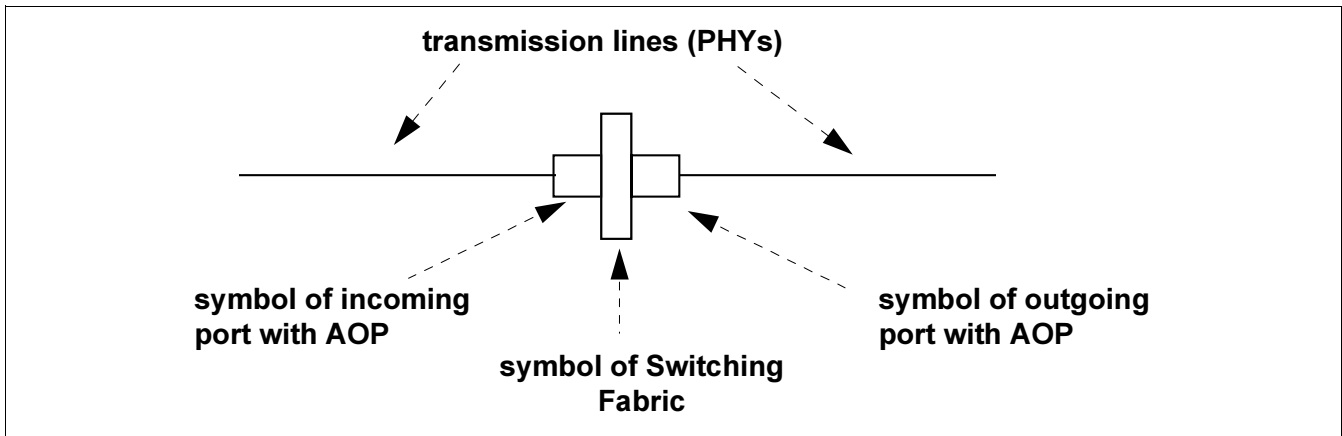 transmission lines (PHYs)
symbol of incoming
port with AOP
symbol of Switching
Fabric
symbol of outgoing
port with AOP